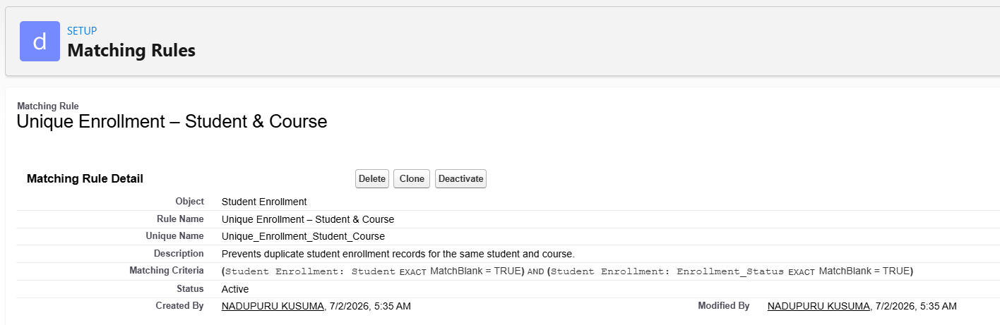 d
SETUP
Matching Rules
Matching Rule
Unique Enrollment – Student & Course
Matching Rule Detail Delete Clone Deactivate
Object Student Enrollment
Rule Name Unique Enrollment – Student & Course
Unique Name Unique_Enrollment_Student_Course
Description Prevents duplicate student enrollment records for the same student and course.
Matching Criteria (Student Enrollment: Student EXACT MatchBlank = TRUE) AND (Student Enrollment: Enrollment_Status EXACT MatchBlank = TRUE)
Status Active
Created By NADUPURU KUSUMA, 7/2/2026, 5:35 AM Modified By NADUPURU KUSUMA, 7/2/2026, 5:35 AM